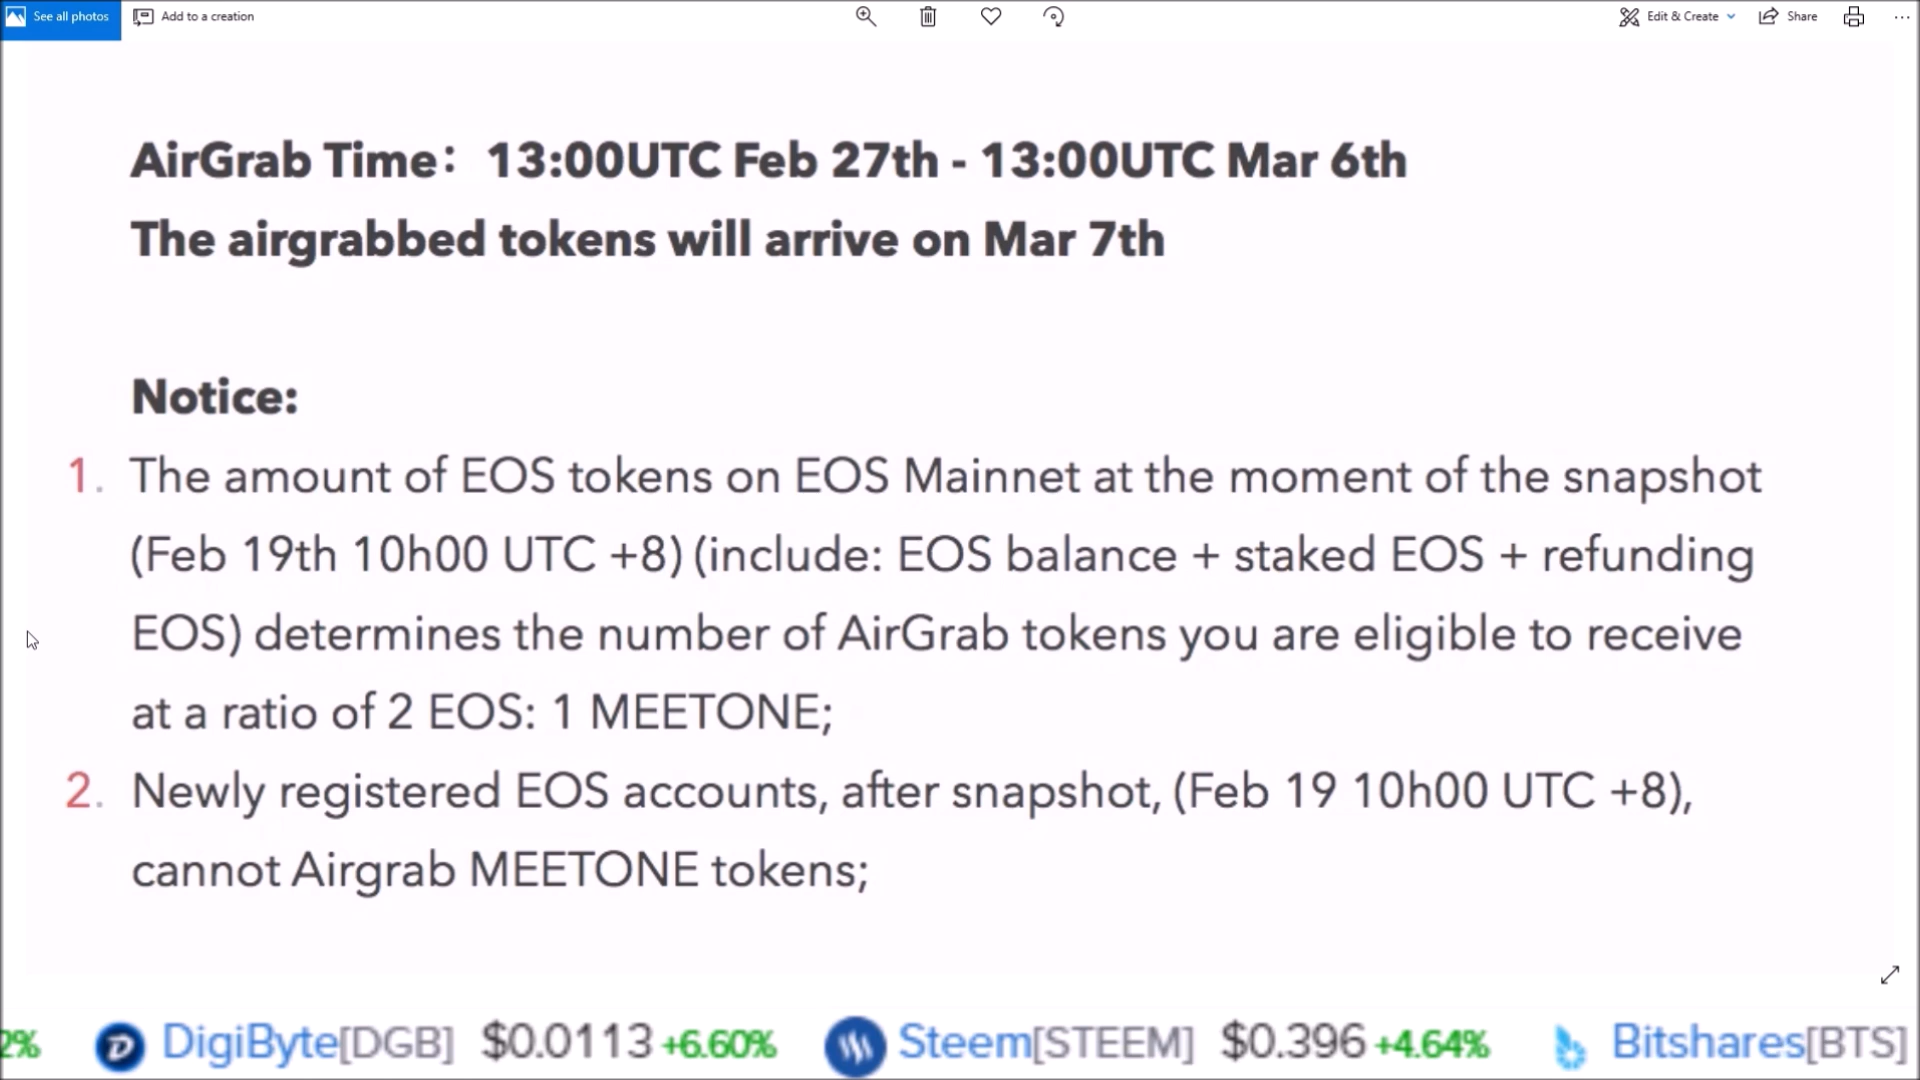 See all photos
Add to a creation
Edit & Create
Share
AirGrab Time：13:00UTC Feb 27th - 13:00UTC Mar 6th
The airgrabbed tokens will arrive on Mar 7th
Notice:
1. The amount of EOS tokens on EOS Mainnet at the moment of the snapshot
(Feb 19th 10h00 UTC +8) (include: EOS balance + staked EOS + refunding
EOS) determines the number of AirGrab tokens you are eligible to receive
at a ratio of 2 EOS: 1 MEETONE;
2. Newly registered EOS accounts, after snapshot, (Feb 19 10h00 UTC +8),
cannot Airgrab MEETONE tokens;
2% DigiByte[DGB] $0.0113 +6.60% Steem[STEEM] $0.396 +4.64% Bitshares[BTS]